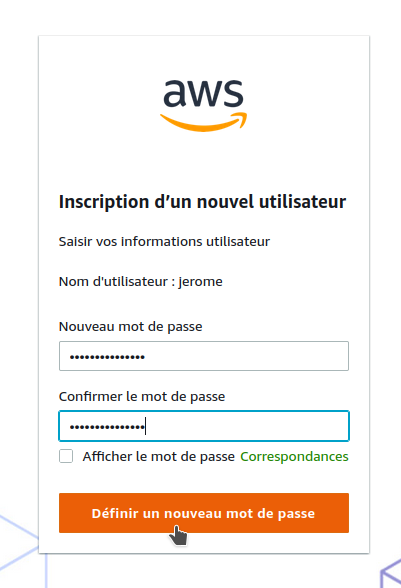 aws
Inscription d’un nouvel utilisateur
Saisir vos informations utilisateur
Nom d'utilisateur : jerome
Nouveau mot de passe
•••••••••••••••
Confirmer le mot de passe
•••••••••••••••
Afficher le mot de passe Correspondances
Définir un nouveau mot de passe